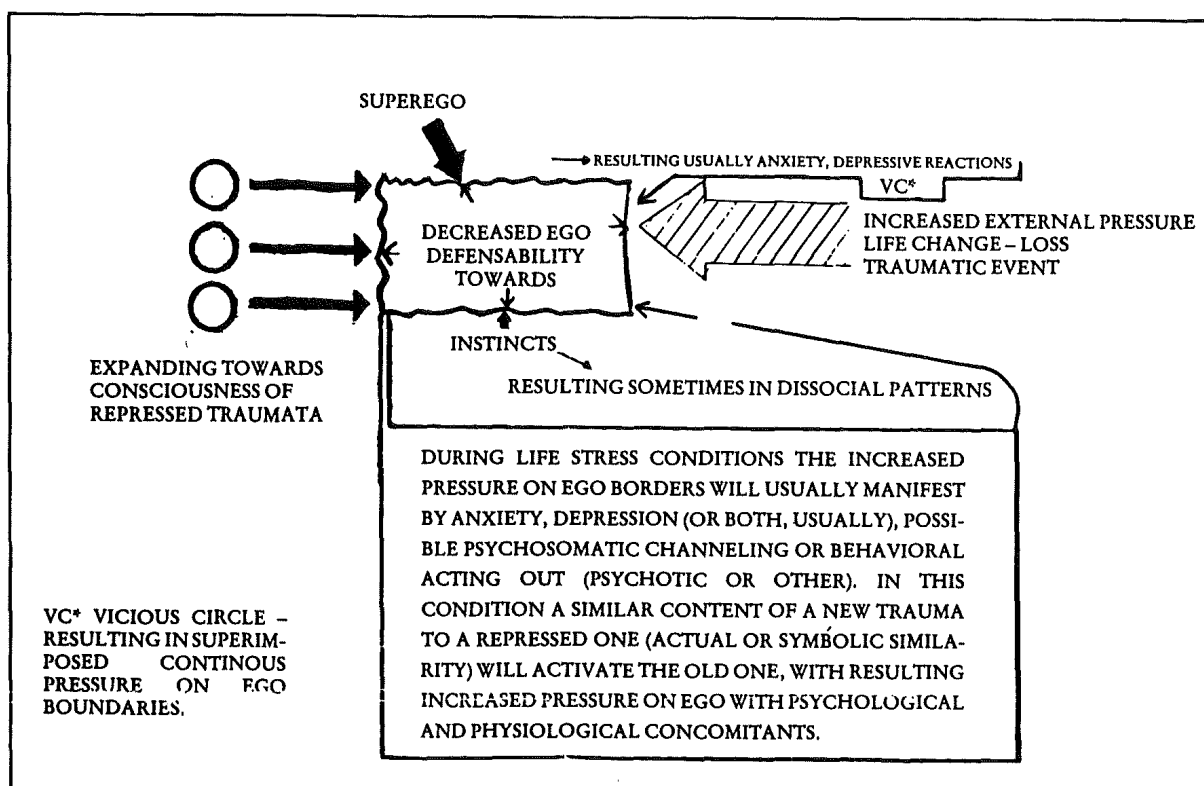 SUPEREGO
RESULTING USUALLY ANXIETY, DEPRESSIVE REACTIONS
VC*
DECREASED EGO
DEFENSABILITY
TOWARDS
INCREASED EXTERNAL PRESSURE
LIFE CHANGE – LOSS
TRAUMATIC EVENT
INSTINCTS
EXPANDING TOWARDS
CONSCIOUSNESS OF
REPRESSED TRAUMATA
RESULTING SOMETIMES IN DISSOCIAL PATTERNS
DURING LIFE STRESS CONDITIONS THE INCREASED
PRESSURE ON EGO BORDERS WILL USUALLY MANIFEST
BY ANXIETY, DEPRESSION (OR BOTH, USUALLY), POSSI-
BLE PSYCHOSOMATIC CHANNELING OR BEHAVIORAL
ACTING OUT (PSYCHOTIC OR OTHER). IN THIS
CONDITION A SIMILAR CONTENT OF A NEW TRAUMA
TO A REPRESSED ONE (ACTUAL OR SYMBOLIC SIMILA-
RITY) WILL ACTIVATE THE OLD ONE, WITH RESULTING
INCREASED PRESSURE ON EGO WITH PSYCHOLOGICAL
AND PHYSIOLOGICAL CONCOMITANTS.
VC* VICIOUS CIRCLE –
RESULTING IN SUPERIM-
POSED CONTINOUS
PRESSURE ON EGO
BOUNDARIES.